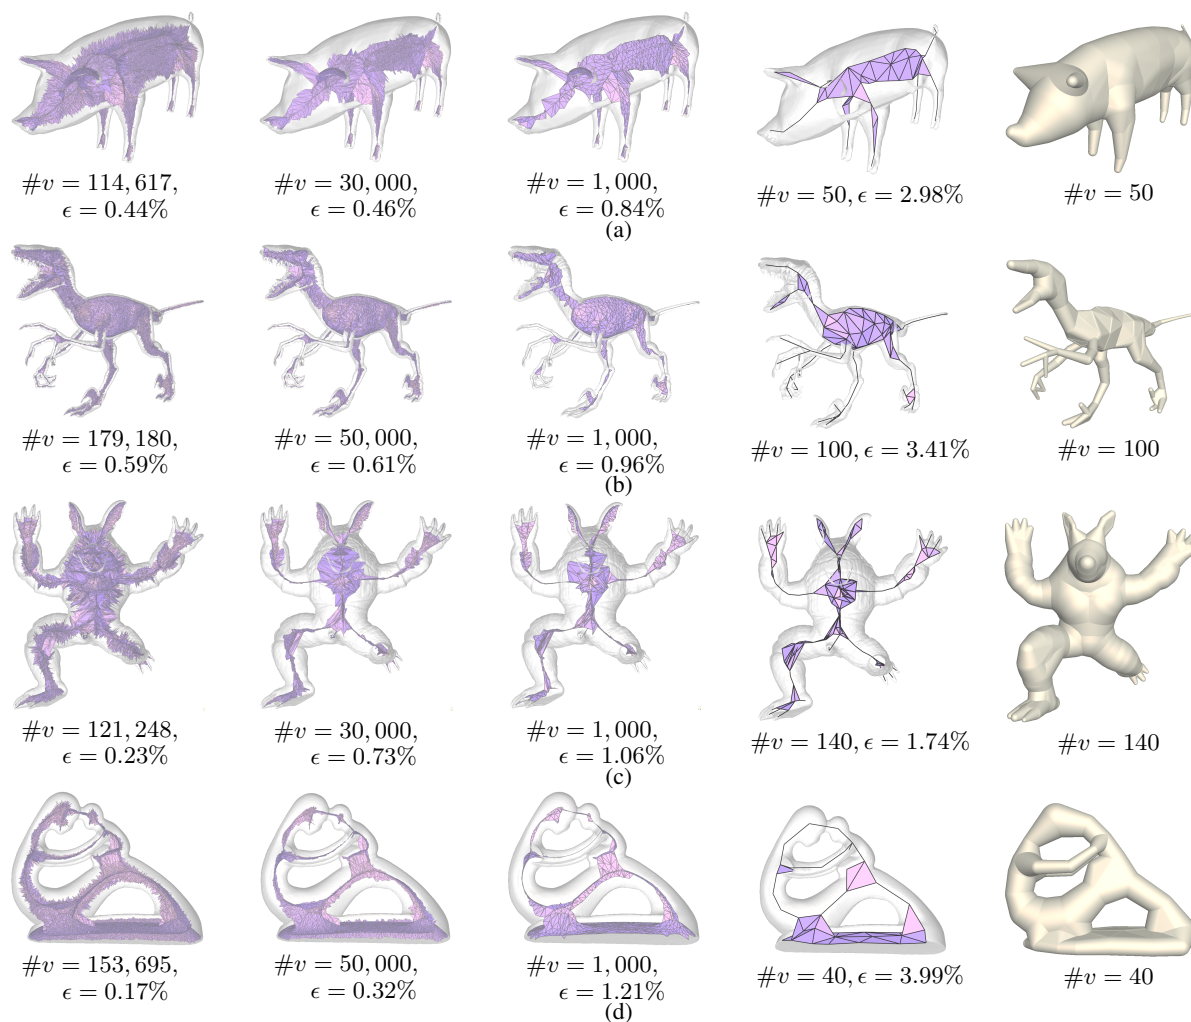 #v = 114,617,
ϵ = 0.44%
#v = 30,000,
ϵ = 0.46%
#v = 1,000,
ϵ = 0.84%
#v = 50, ϵ = 2.98%
#v = 50
(a)
#v = 179,180,
ϵ = 0.59%
#v = 50,000,
ϵ = 0.61%
#v = 1,000,
ϵ = 0.96%
#v = 100, ϵ = 3.41%
#v = 100
(b)
#v = 121,248,
ϵ = 0.23%
#v = 30,000,
ϵ = 0.73%
#v = 1,000,
ϵ = 1.06%
#v = 140, ϵ = 1.74%
#v = 140
(c)
#v = 153,695,
ϵ = 0.17%
#v = 50,000,
ϵ = 0.32%
#v = 1,000,
ϵ = 1.21%
#v = 40, ϵ = 3.99%
#v = 40
(d)